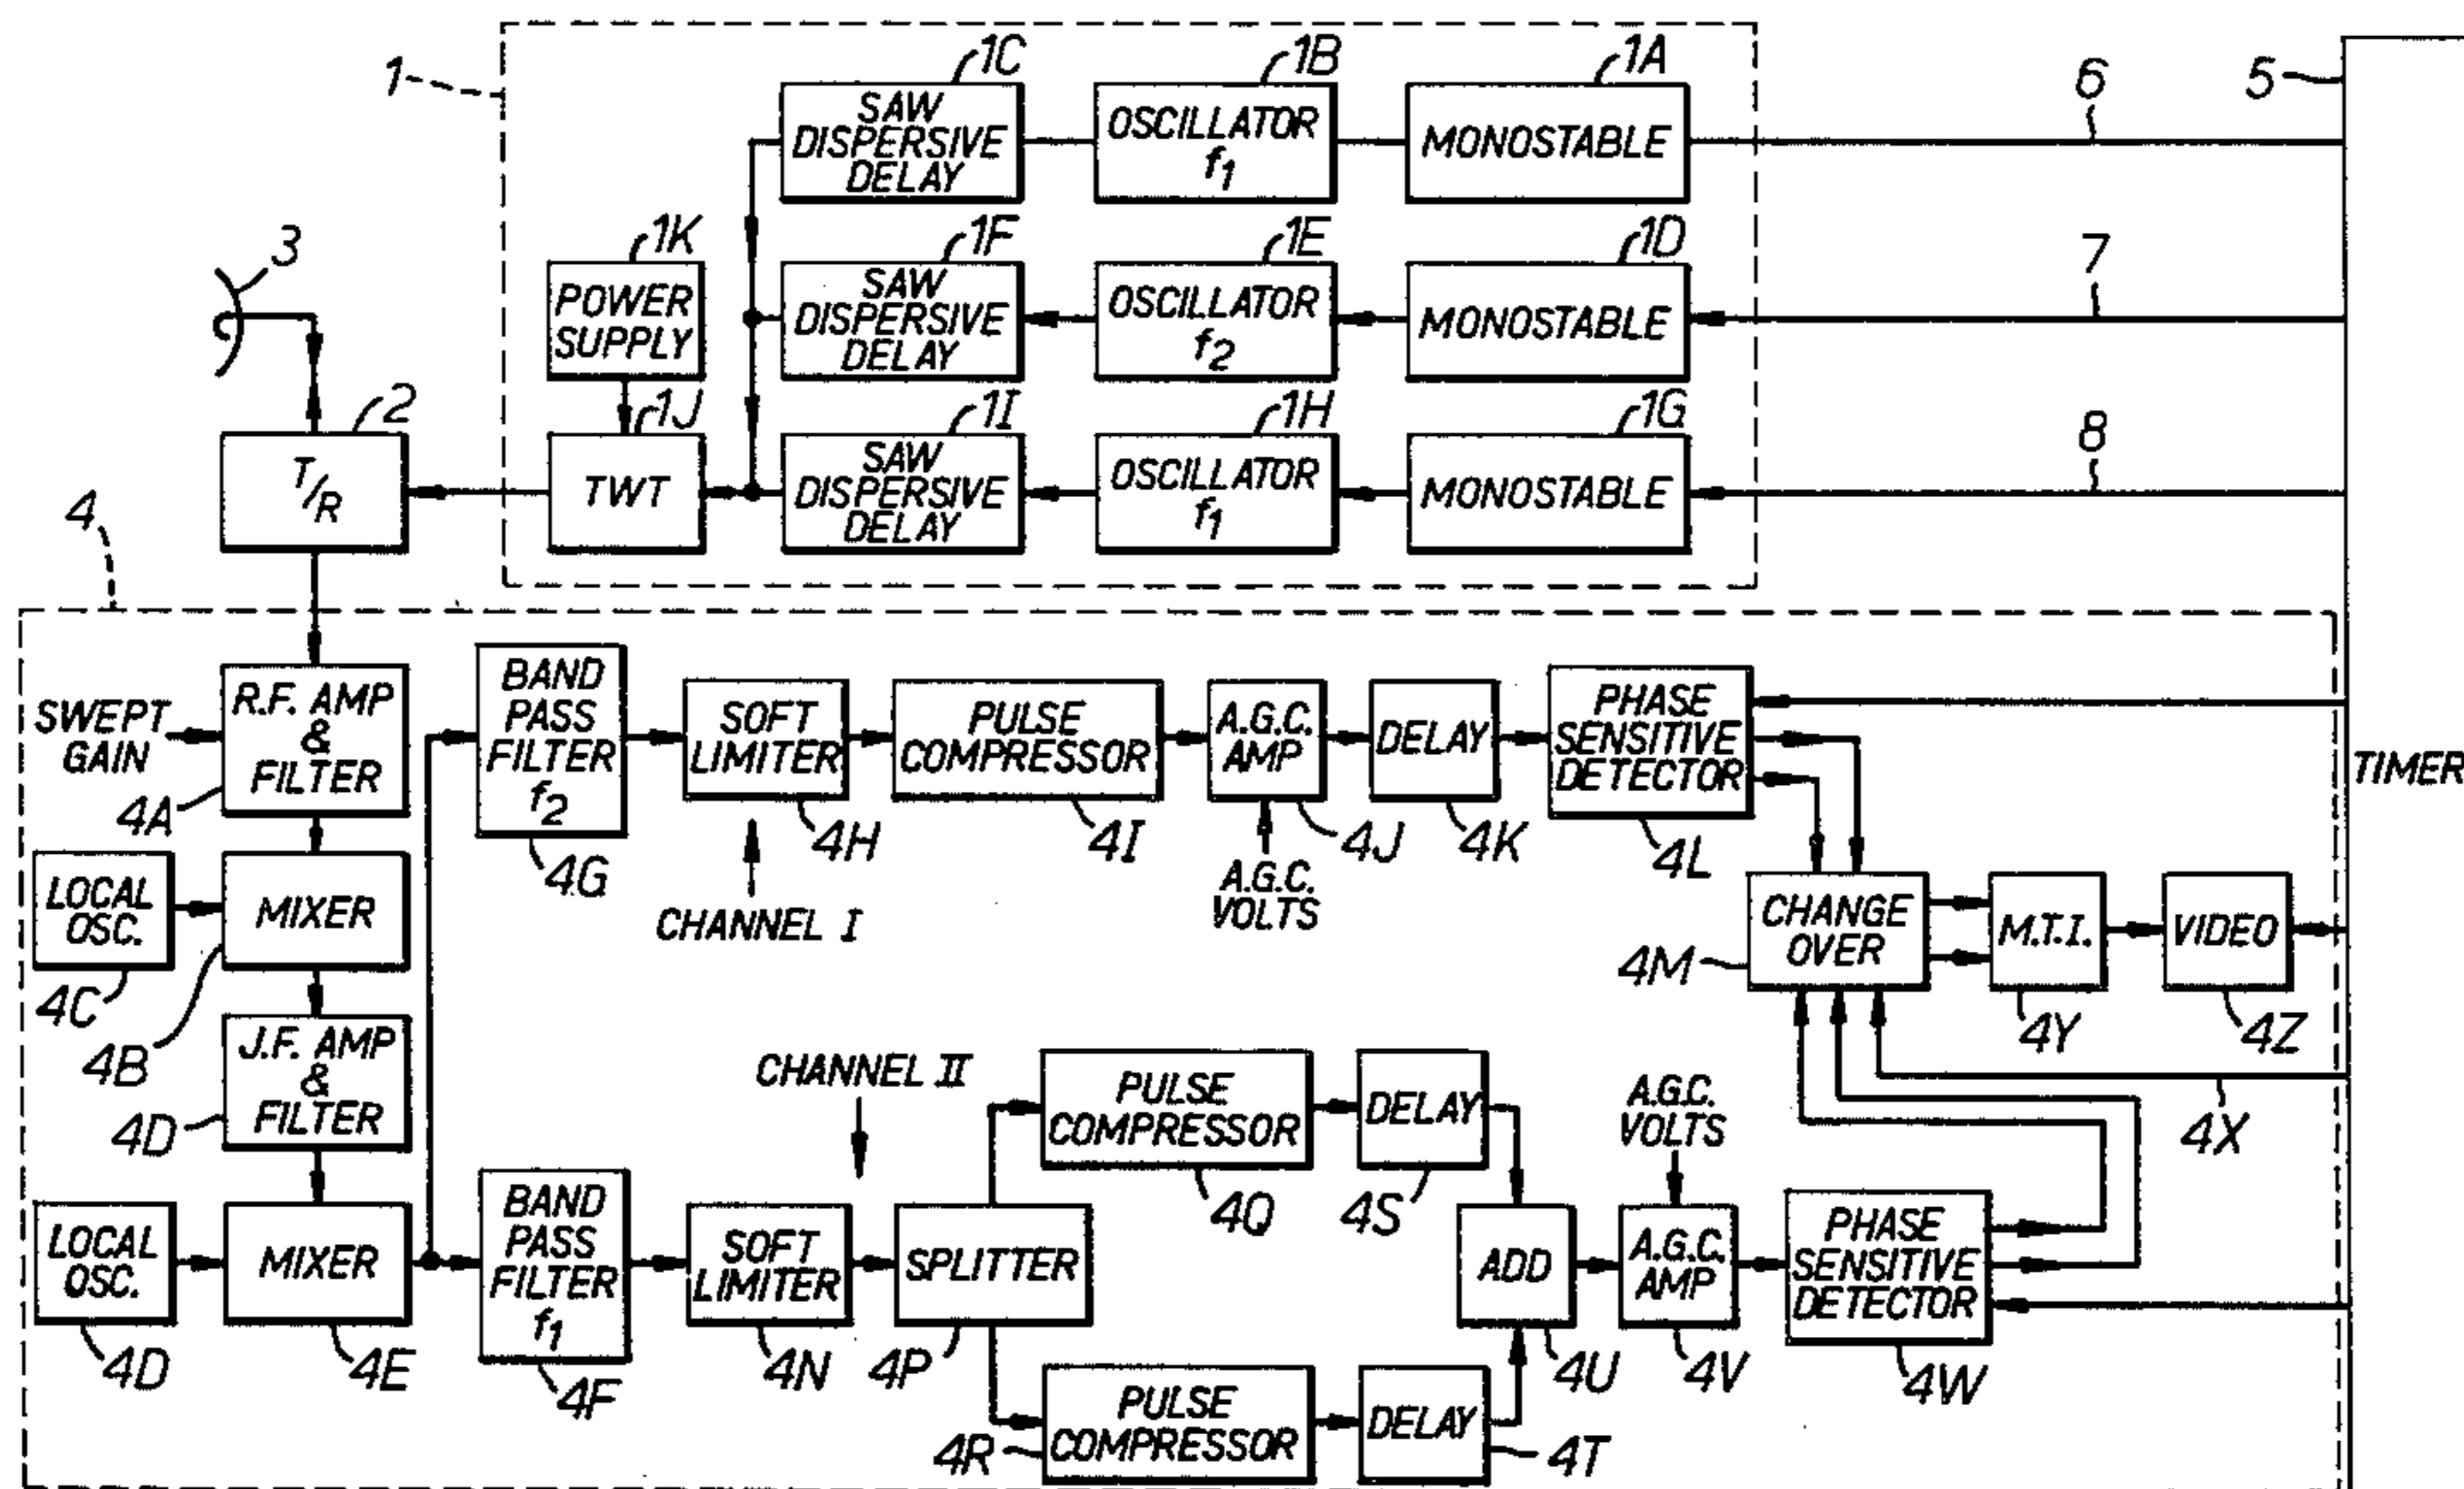 1
1C
1B
1A
6
5
SAW
DISPERSIVE
DELAY
OSCILLATOR
f1
MONOSTABLE
3
1K
1F
1E
1D
7
POWER
SUPPLY
SAW
DISPERSIVE
DELAY
OSCILLATOR
f2
MONOSTABLE
2
1J
1I
1H
1G
8
T/R
TWT
SAW
DISPERSIVE
DELAY
OSCILLATOR
f1
MONOSTABLE
4
SWEPT
GAIN
R.F. AMP
&
FILTER
4A
BAND
PASS
FILTER
f2
4G
SOFT
LIMITER
4H
PULSE
COMPRESSOR
4I
A.G.C.
AMP
4J
DELAY
4K
PHASE
SENSITIVE
DETECTOR
4L
TIMER
CHANNEL I
A.G.C.
VOLTS
LOCAL
OSC.
4C
MIXER
4B
CHANGE
OVER
4M
M.T.I.
4Y
VIDEO
4Z
J.F. AMP
&
FILTER
4D
CHANNEL II
PULSE
COMPRESSOR
4Q
DELAY
4S
A.G.C.
VOLTS
4X
LOCAL
OSC.
4D
MIXER
4E
BAND
PASS
FILTER
f1
4F
SOFT
LIMITER
4N
SPLITTER
4P
ADD
4U
A.G.C.
AMP
4V
PHASE
SENSITIVE
DETECTOR
4W
PULSE
COMPRESSOR
4R
DELAY
4T